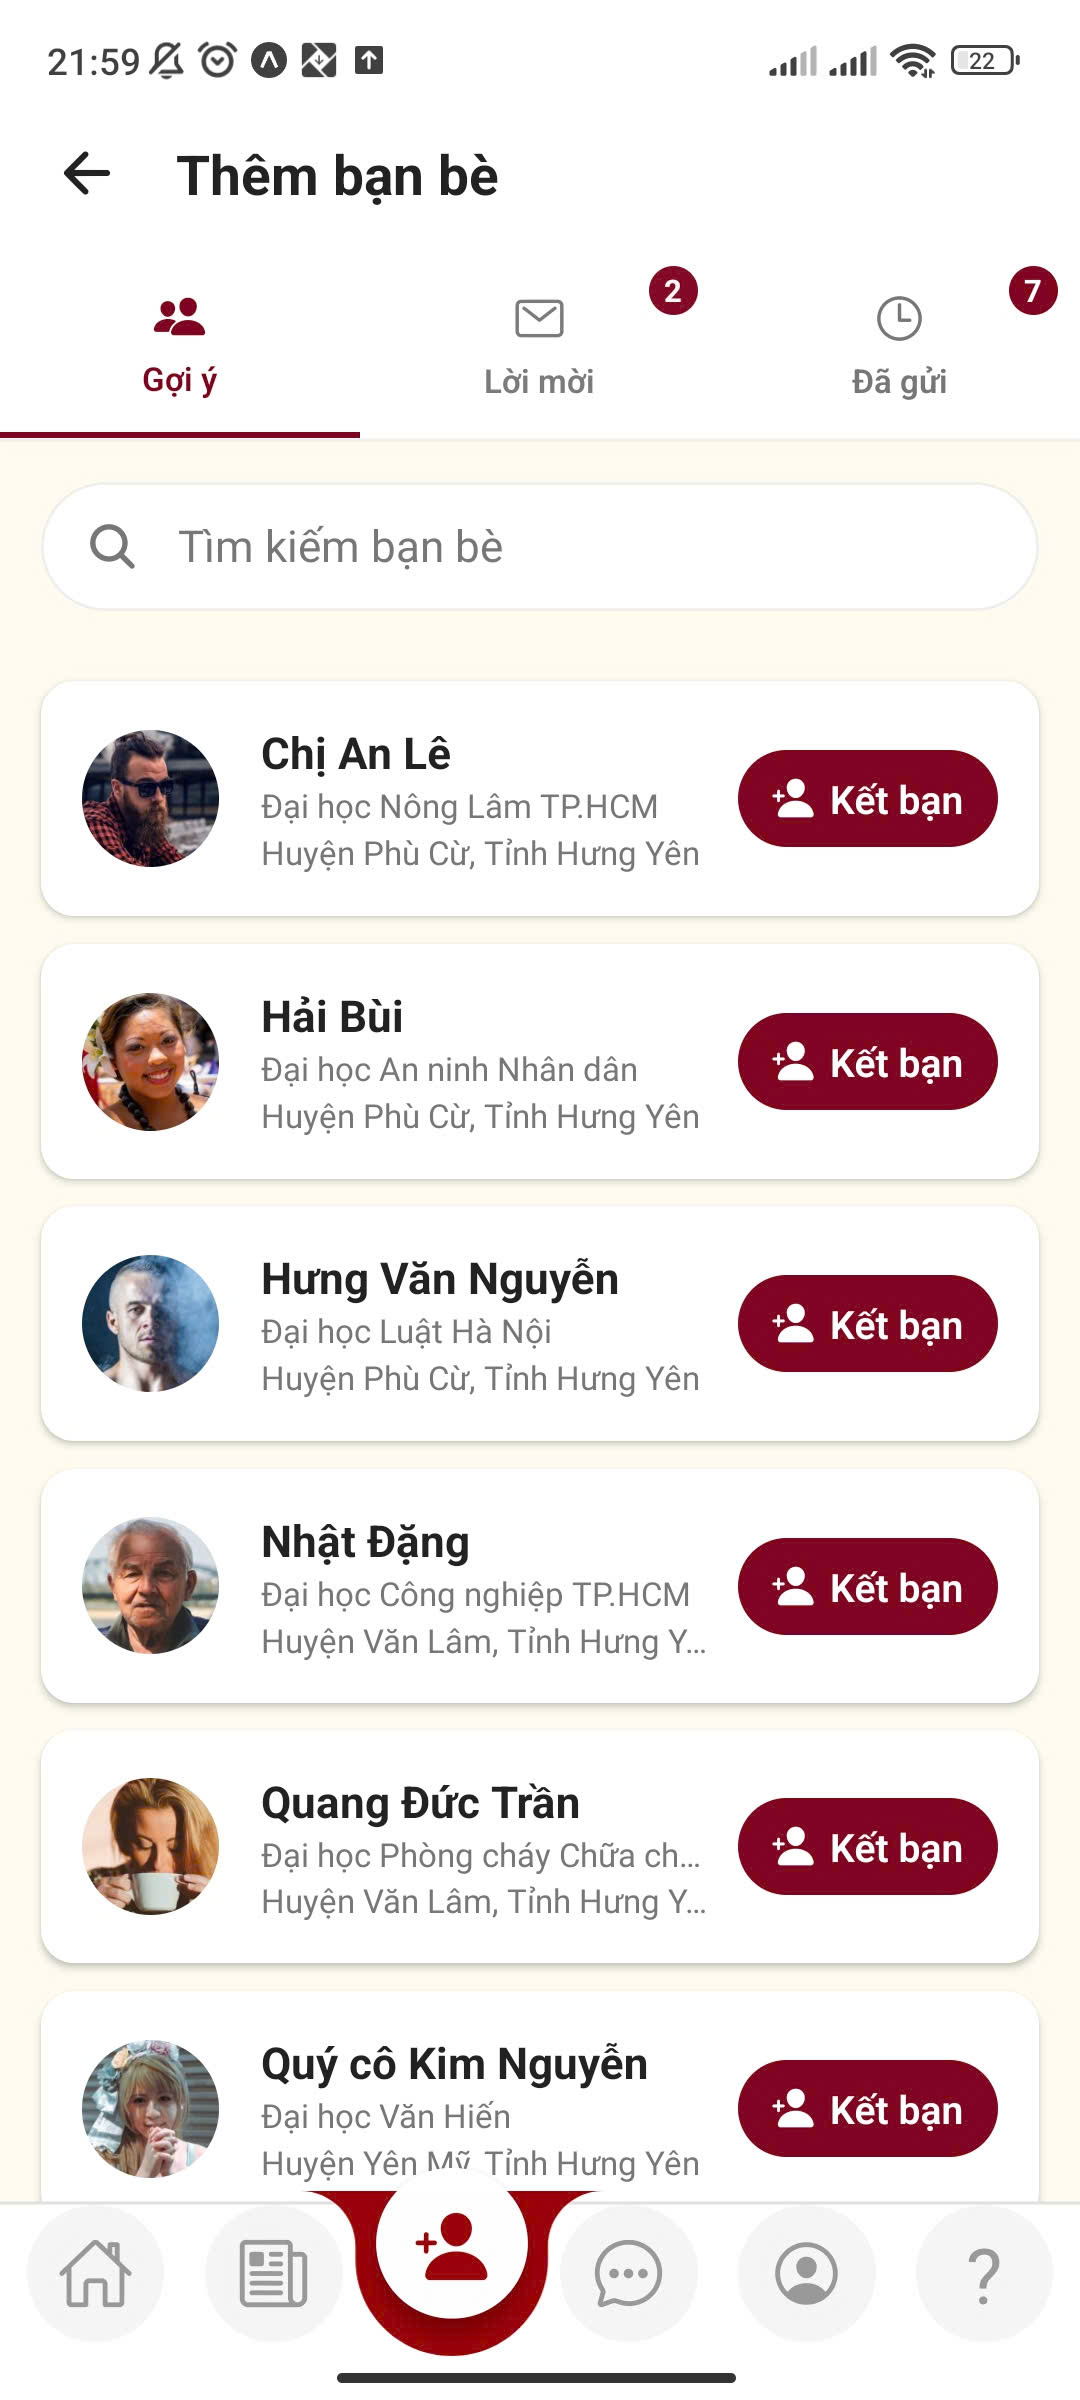 21:59
22
Thêm bạn bè
2
7
Gợi ý
Lời mời
Đã gửi
Tìm kiếm bạn bè
Chị An Lê
Đại học Nông Lâm TP.HCM
Huyện Phù Cừ, Tỉnh Hưng Yên
Kết bạn
Hải Bùi
Đại học An ninh Nhân dân
Huyện Phù Cừ, Tỉnh Hưng Yên
Kết bạn
Hưng Văn Nguyễn
Đại học Luật Hà Nội
Huyện Phù Cừ, Tỉnh Hưng Yên
Kết bạn
Nhật Đặng
Đại học Công nghiệp TP.HCM
Huyện Văn Lâm, Tỉnh Hưng Y...
Kết bạn
Quang Đức Trần
Đại học Phòng cháy Chữa ch...
Huyện Văn Lâm, Tỉnh Hưng Y...
Kết bạn
Quý cô Kim Nguyễn
Đại học Văn Hiến
Huyện Yên Mỹ, Tỉnh Hưng Yên
Kết bạn
?